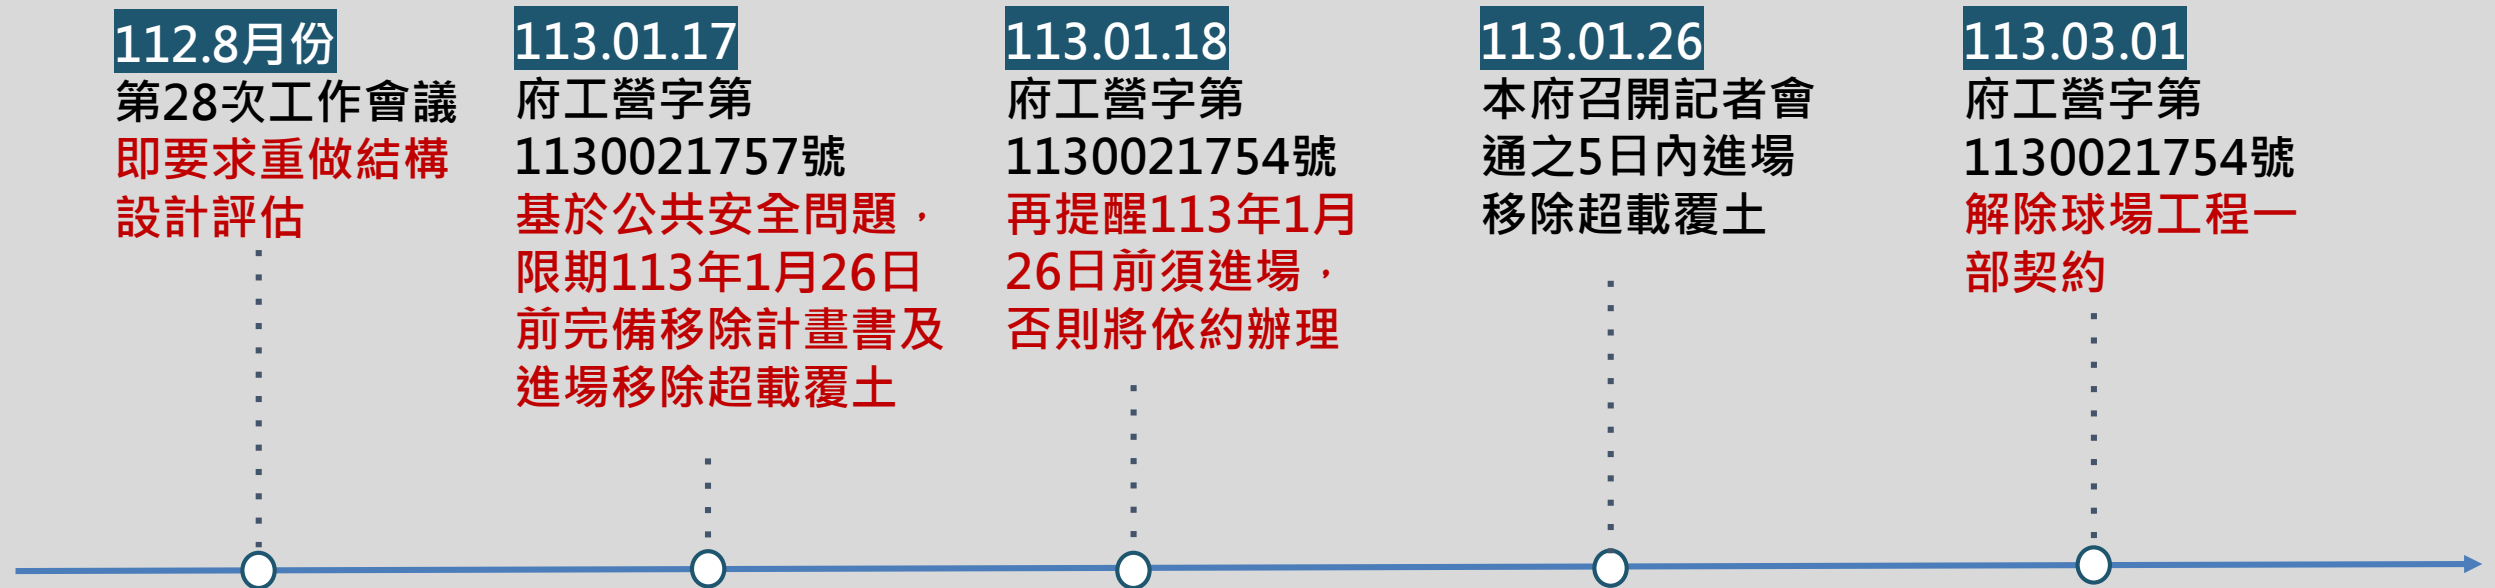 112.8月份
第28次工作會議
即要求重做結構
設計評估
113.01.17
府工營字第
1130021757號
基於公共安全問題，
限期113年1月26日
前完備移除計畫書及
進場移除超載覆土
113.01.18
府工營字第
1130021754號
再提醒113年1月
26日前須進場，
否則將依約辦理
113.01.26
本府召開記者會
通之5日內進場
移除超載覆土
113.03.01
府工營字第
1130021754號
解除球場工程一
部契約